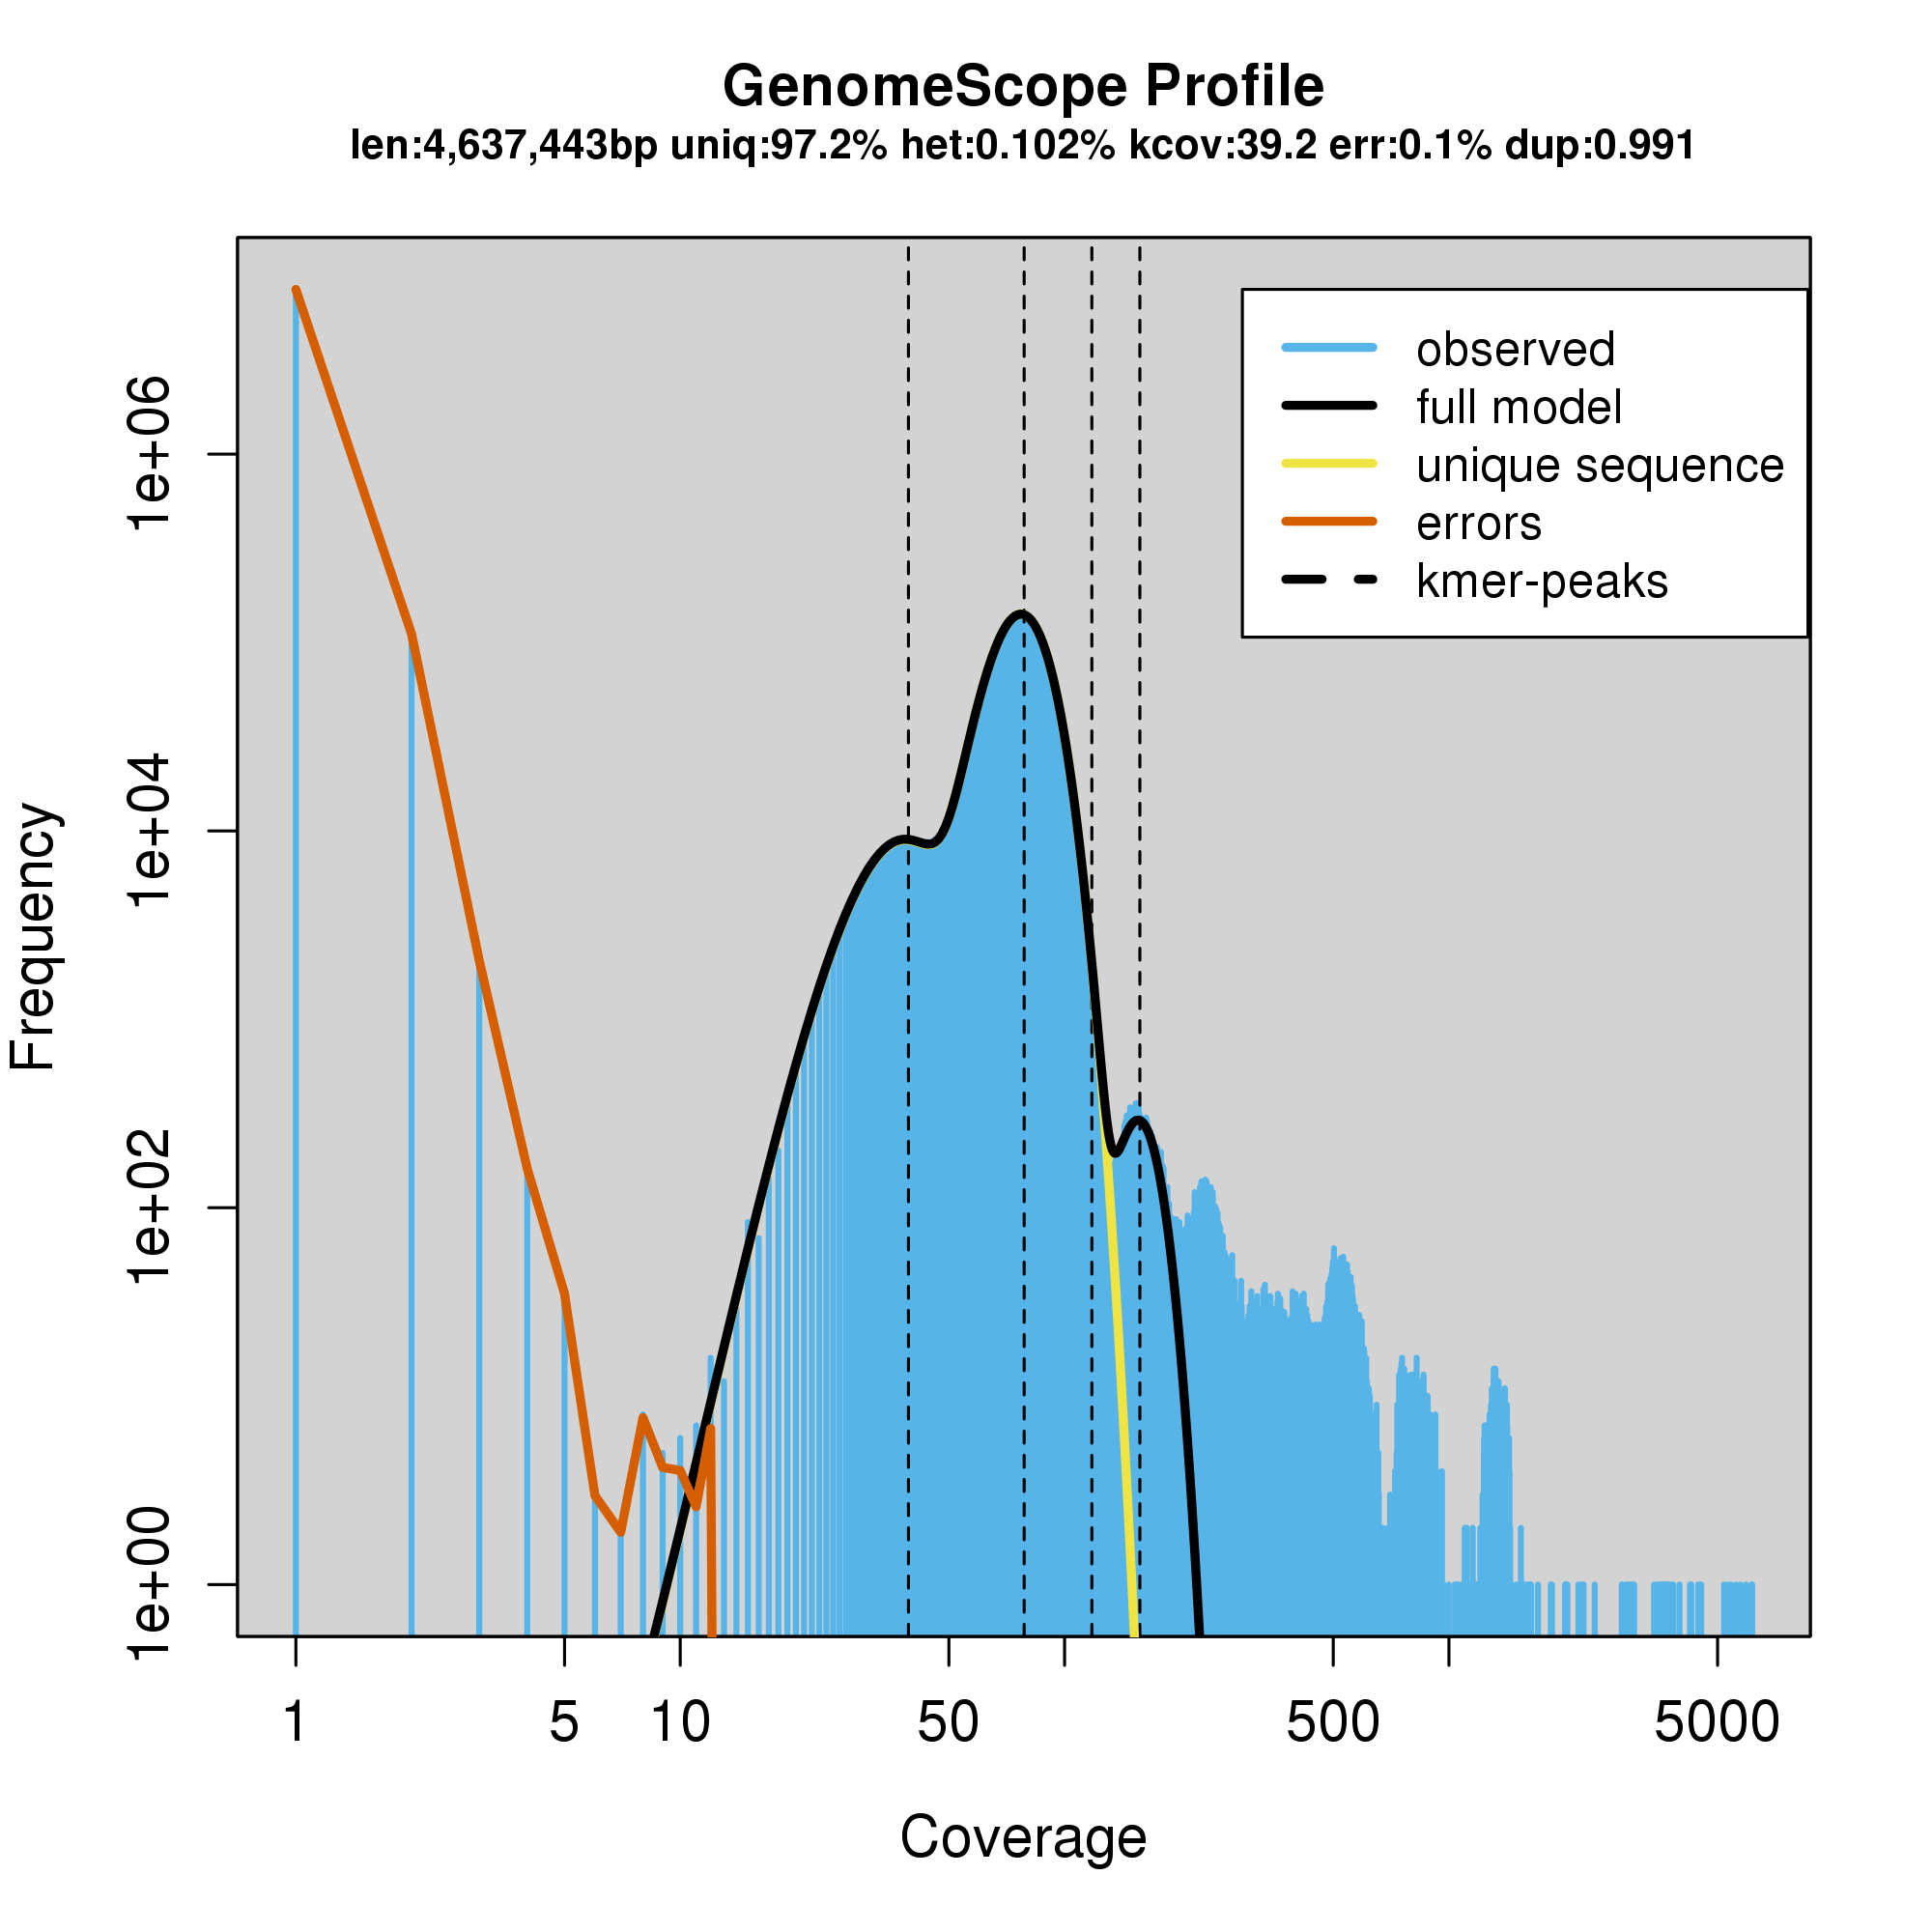 GenomeScope Profile
len:4,637,443bp uniq:97.2% het:0.102% kcov:39.2 err:0.1% dup:0.991
observed
full model
unique sequence
errors
kmer-peaks
Frequency
1e+06
1e+04
1e+02
1e+00
1 5 10 50 500 5000
Coverage